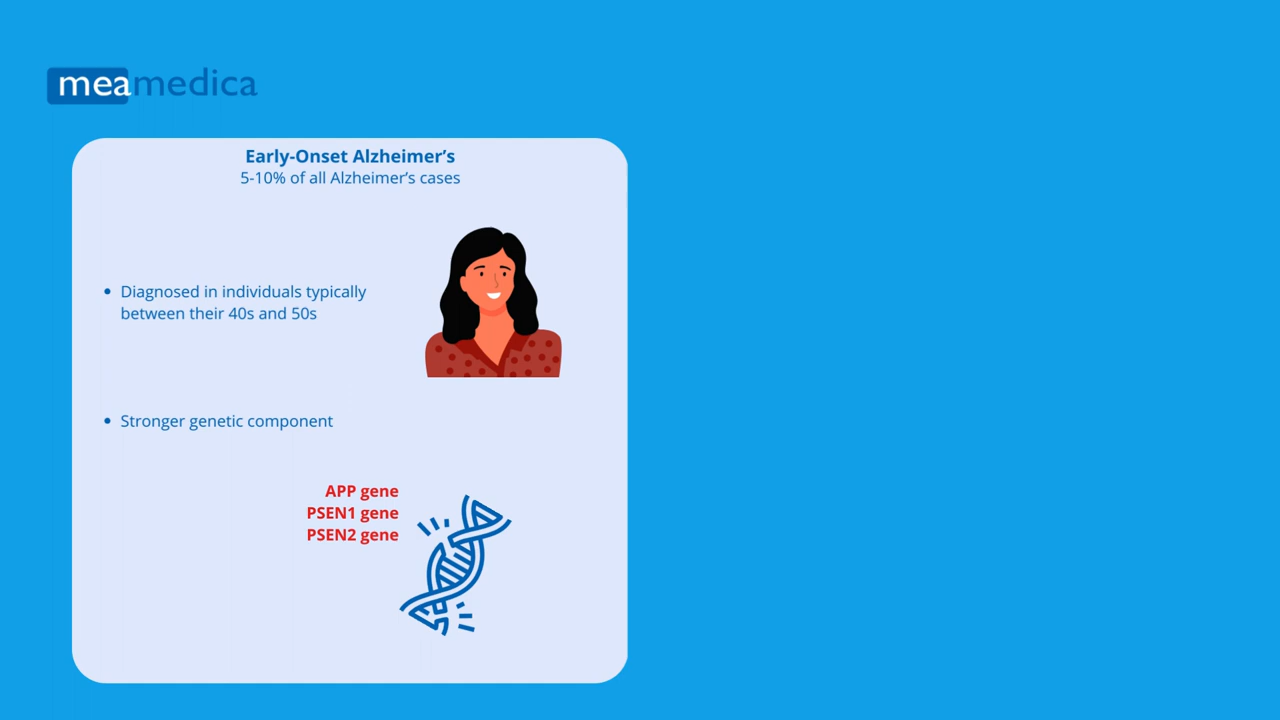 meamedica
Early-Onset Alzheimer's
5-10% of all Alzheimer's cases
• Diagnosed in individuals typically
between their 40s and 50s
• Stronger genetic component
APP gene
PSEN1 gene
PSEN2 gene